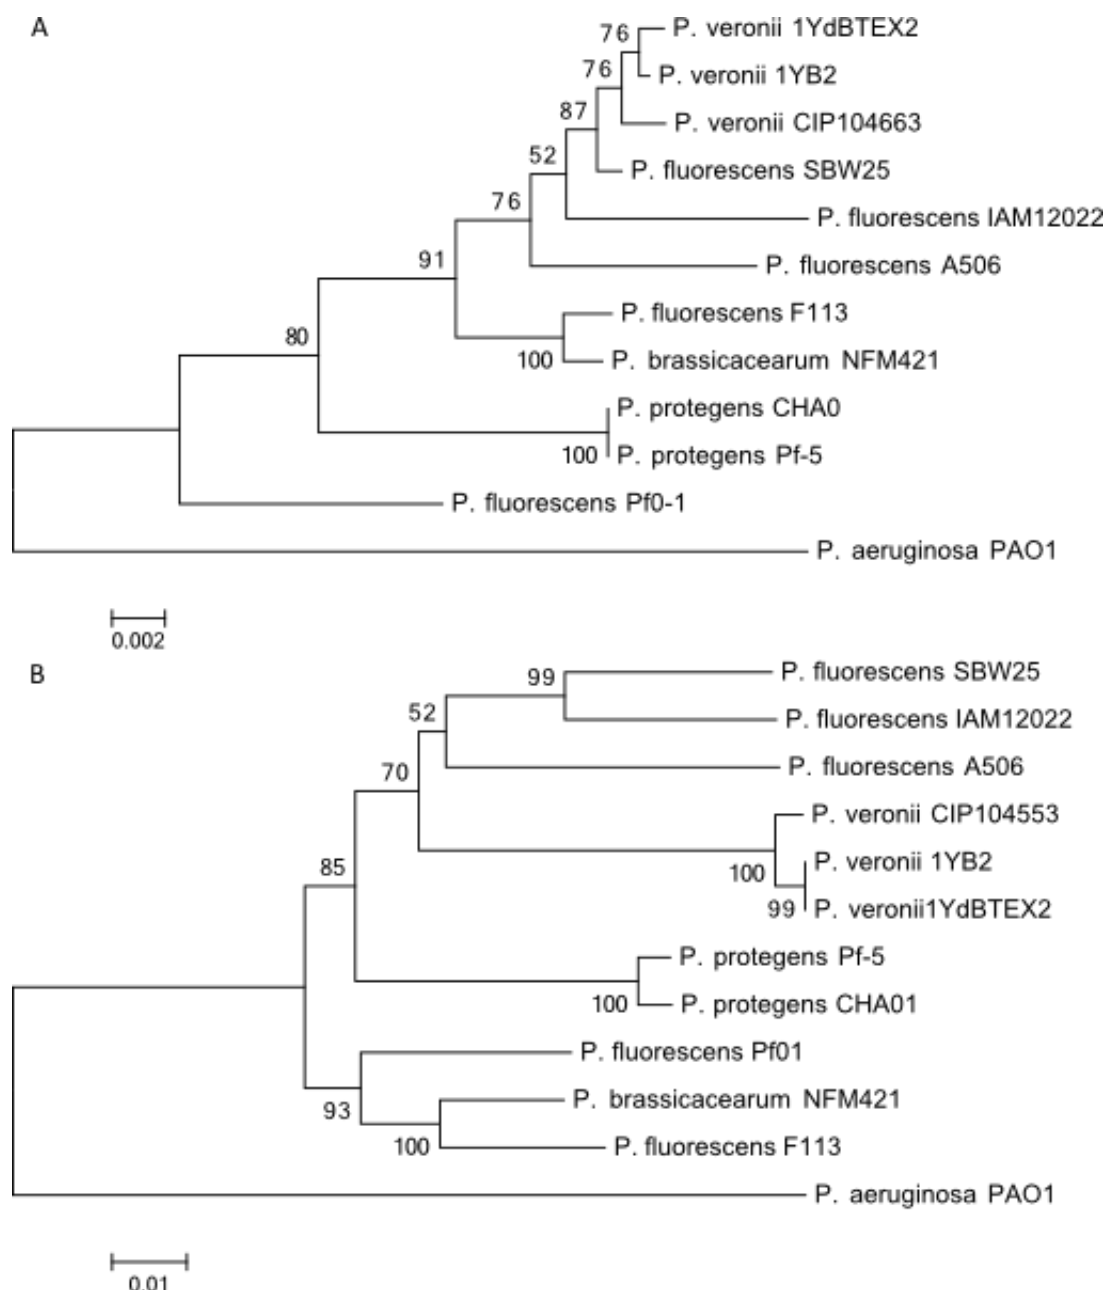 A
76
P. veronii 1YdBTEX2
76
P. veronii 1YB2
87
P. veronii CIP104663
52
P. fluorescens SBW25
76
P. fluorescens IAM12022
91
P. fluorescens A506
P. fluorescens F113
80
100
P. brassicacearum NFM421
P. protegens CHA0
100
P. protegens Pf-5
P. fluorescens Pf0-1
P. aeruginosa PAO1
0.002
B
99
P. fluorescens SBW25
52
P. fluorescens IAM12022
70
P. fluorescens A506
P. veronii CIP104553
85
100
P. veronii 1YB2
99
P. veronii1YdBTEX2
P. protegens Pf-5
100
P. protegens CHA01
P. fluorescens Pf01
93
P. brassicacearum NFM421
100
P. fluorescens F113
P. aeruginosa PAO1
0.01